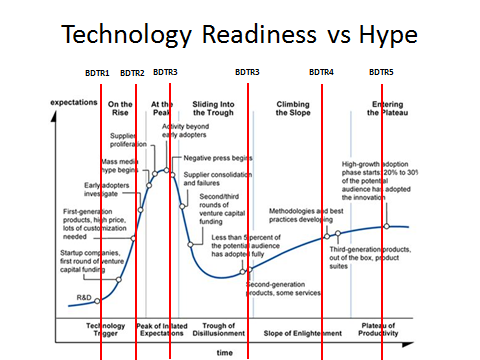 Technology Readiness vs Hype
BDTR1 BDTR2 BDTR3 BDTR3 BDTR4 BDTR5
expectations
On the
Rise
At the
Peak
Sliding Into
the Trough
Climbing
the Slope
Entering
the Plateau
Activity beyond
early adopters
Supplier
proliferation
Negative press begins
Mass media
hype begins
Supplier consolidation
and failures
Early adopters
investigate
Second/third
rounds of
venture capital
funding
First-generation
products, high price,
lots of customization
needed
Startup companies,
first round of venture
capital funding
R&D
Less than 5 percent of
the potential audience
has adopted fully
Second-generation
products, some services
Methodologies and best
practices developing
Third-generation products,
out of the box, product
suites
High-growth adoption
phase starts: 20% to 30%
of the potential
audience has adopted
the innovation
Technology
Trigger
Peak of Inflated
Expectations
Trough of
Disillusionment
Slope of Enlightenment
Plateau of
Productivity
time